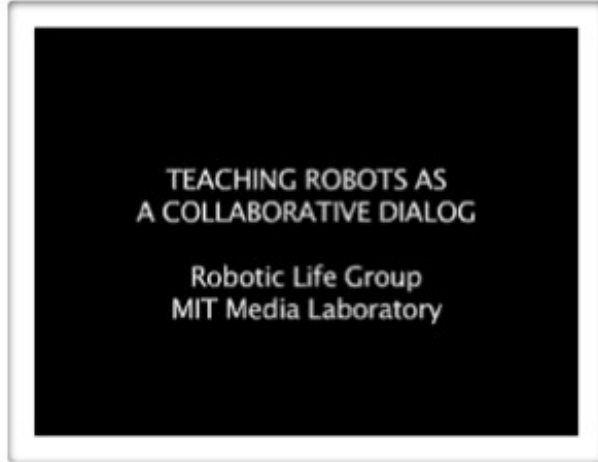 TEACHING ROBOTS AS
A COLLABORATIVE DIALOG
Robotic Life Group
MIT Media Laboratory